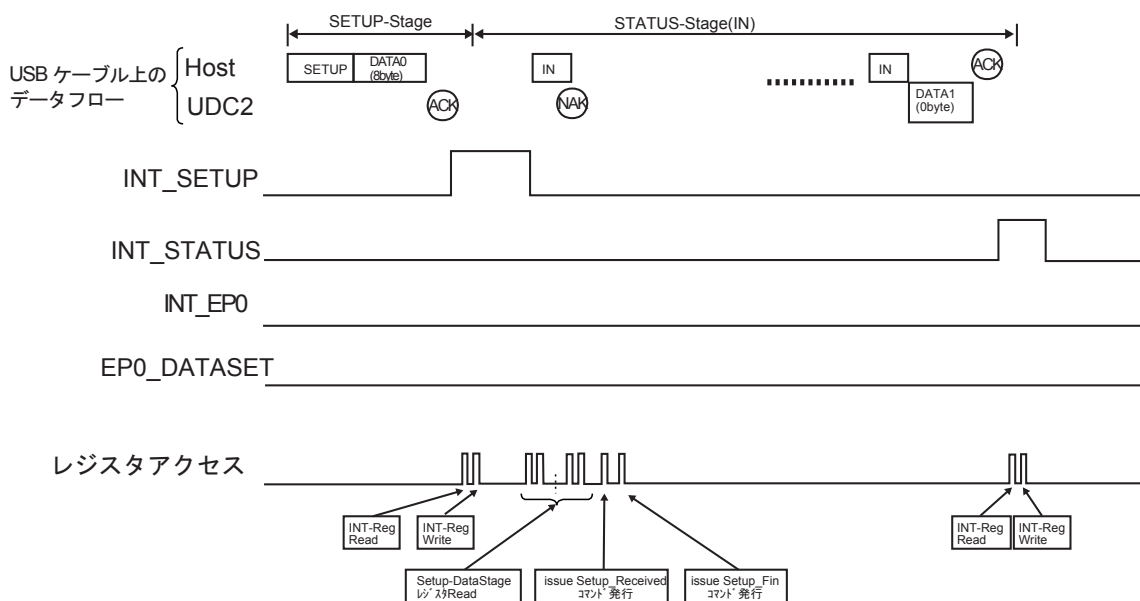 SETUP-Stage
STATUS-Stage(IN)
USB ケーブル上の
データフロー
Host
UDC2
SETUP
DATA0
(8byte)
ACK
IN
NAK
IN
DATA1
(0byte)
ACK
INT_SETUP
INT_STATUS
INT_EP0
EP0_DATASET
レジスタアクセス
INT-Reg
Read
INT-Reg
Write
INT-Reg
Read
INT-Reg
Write
Setup-DataStage
レジスタRead
issue Setup_Received
コマンド発行
issue Setup_Fin
コマンド発行